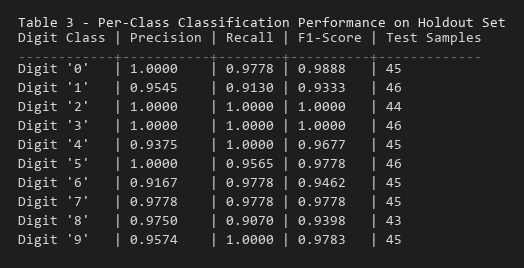 Table 3 - Per-Class Classification Performance on Holdout Set
Digit Class | Precision | Recall | F1-Score | Test Samples
------------+-----------+--------+----------+-------------
Digit '0'   | 1.0000    | 0.9778 | 0.9888   | 45
Digit '1'   | 0.9545    | 0.9130 | 0.9333   | 46
Digit '2'   | 1.0000    | 1.0000 | 1.0000   | 44
Digit '3'   | 1.0000    | 1.0000 | 1.0000   | 46
Digit '4'   | 0.9375    | 1.0000 | 0.9677   | 45
Digit '5'   | 1.0000    | 0.9565 | 0.9778   | 46
Digit '6'   | 0.9167    | 0.9778 | 0.9462   | 45
Digit '7'   | 0.9778    | 0.9778 | 0.9778   | 45
Digit '8'   | 0.9750    | 0.9070 | 0.9398   | 43
Digit '9'   | 0.9574    | 1.0000 | 0.9783   | 45